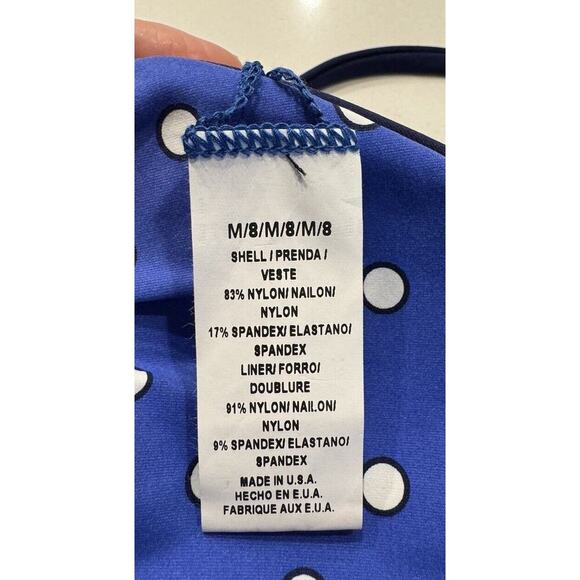 M/8/M/8/M/8
SHELL / PRENDA /
VESTE
83% NYLON/ NAILON/
NYLON
17% SPANDEX/ ELASTANO/
SPANDEX
LINER/ FORRO/
DOUBLURE
91% NYLON/ NAILON/
NYLON
9% SPANDEX/ ELASTANO/
SPANDEX
MADE IN U.S.A.
HECHO EN E.U.A.
FABRIQUE AUX E.U.A.